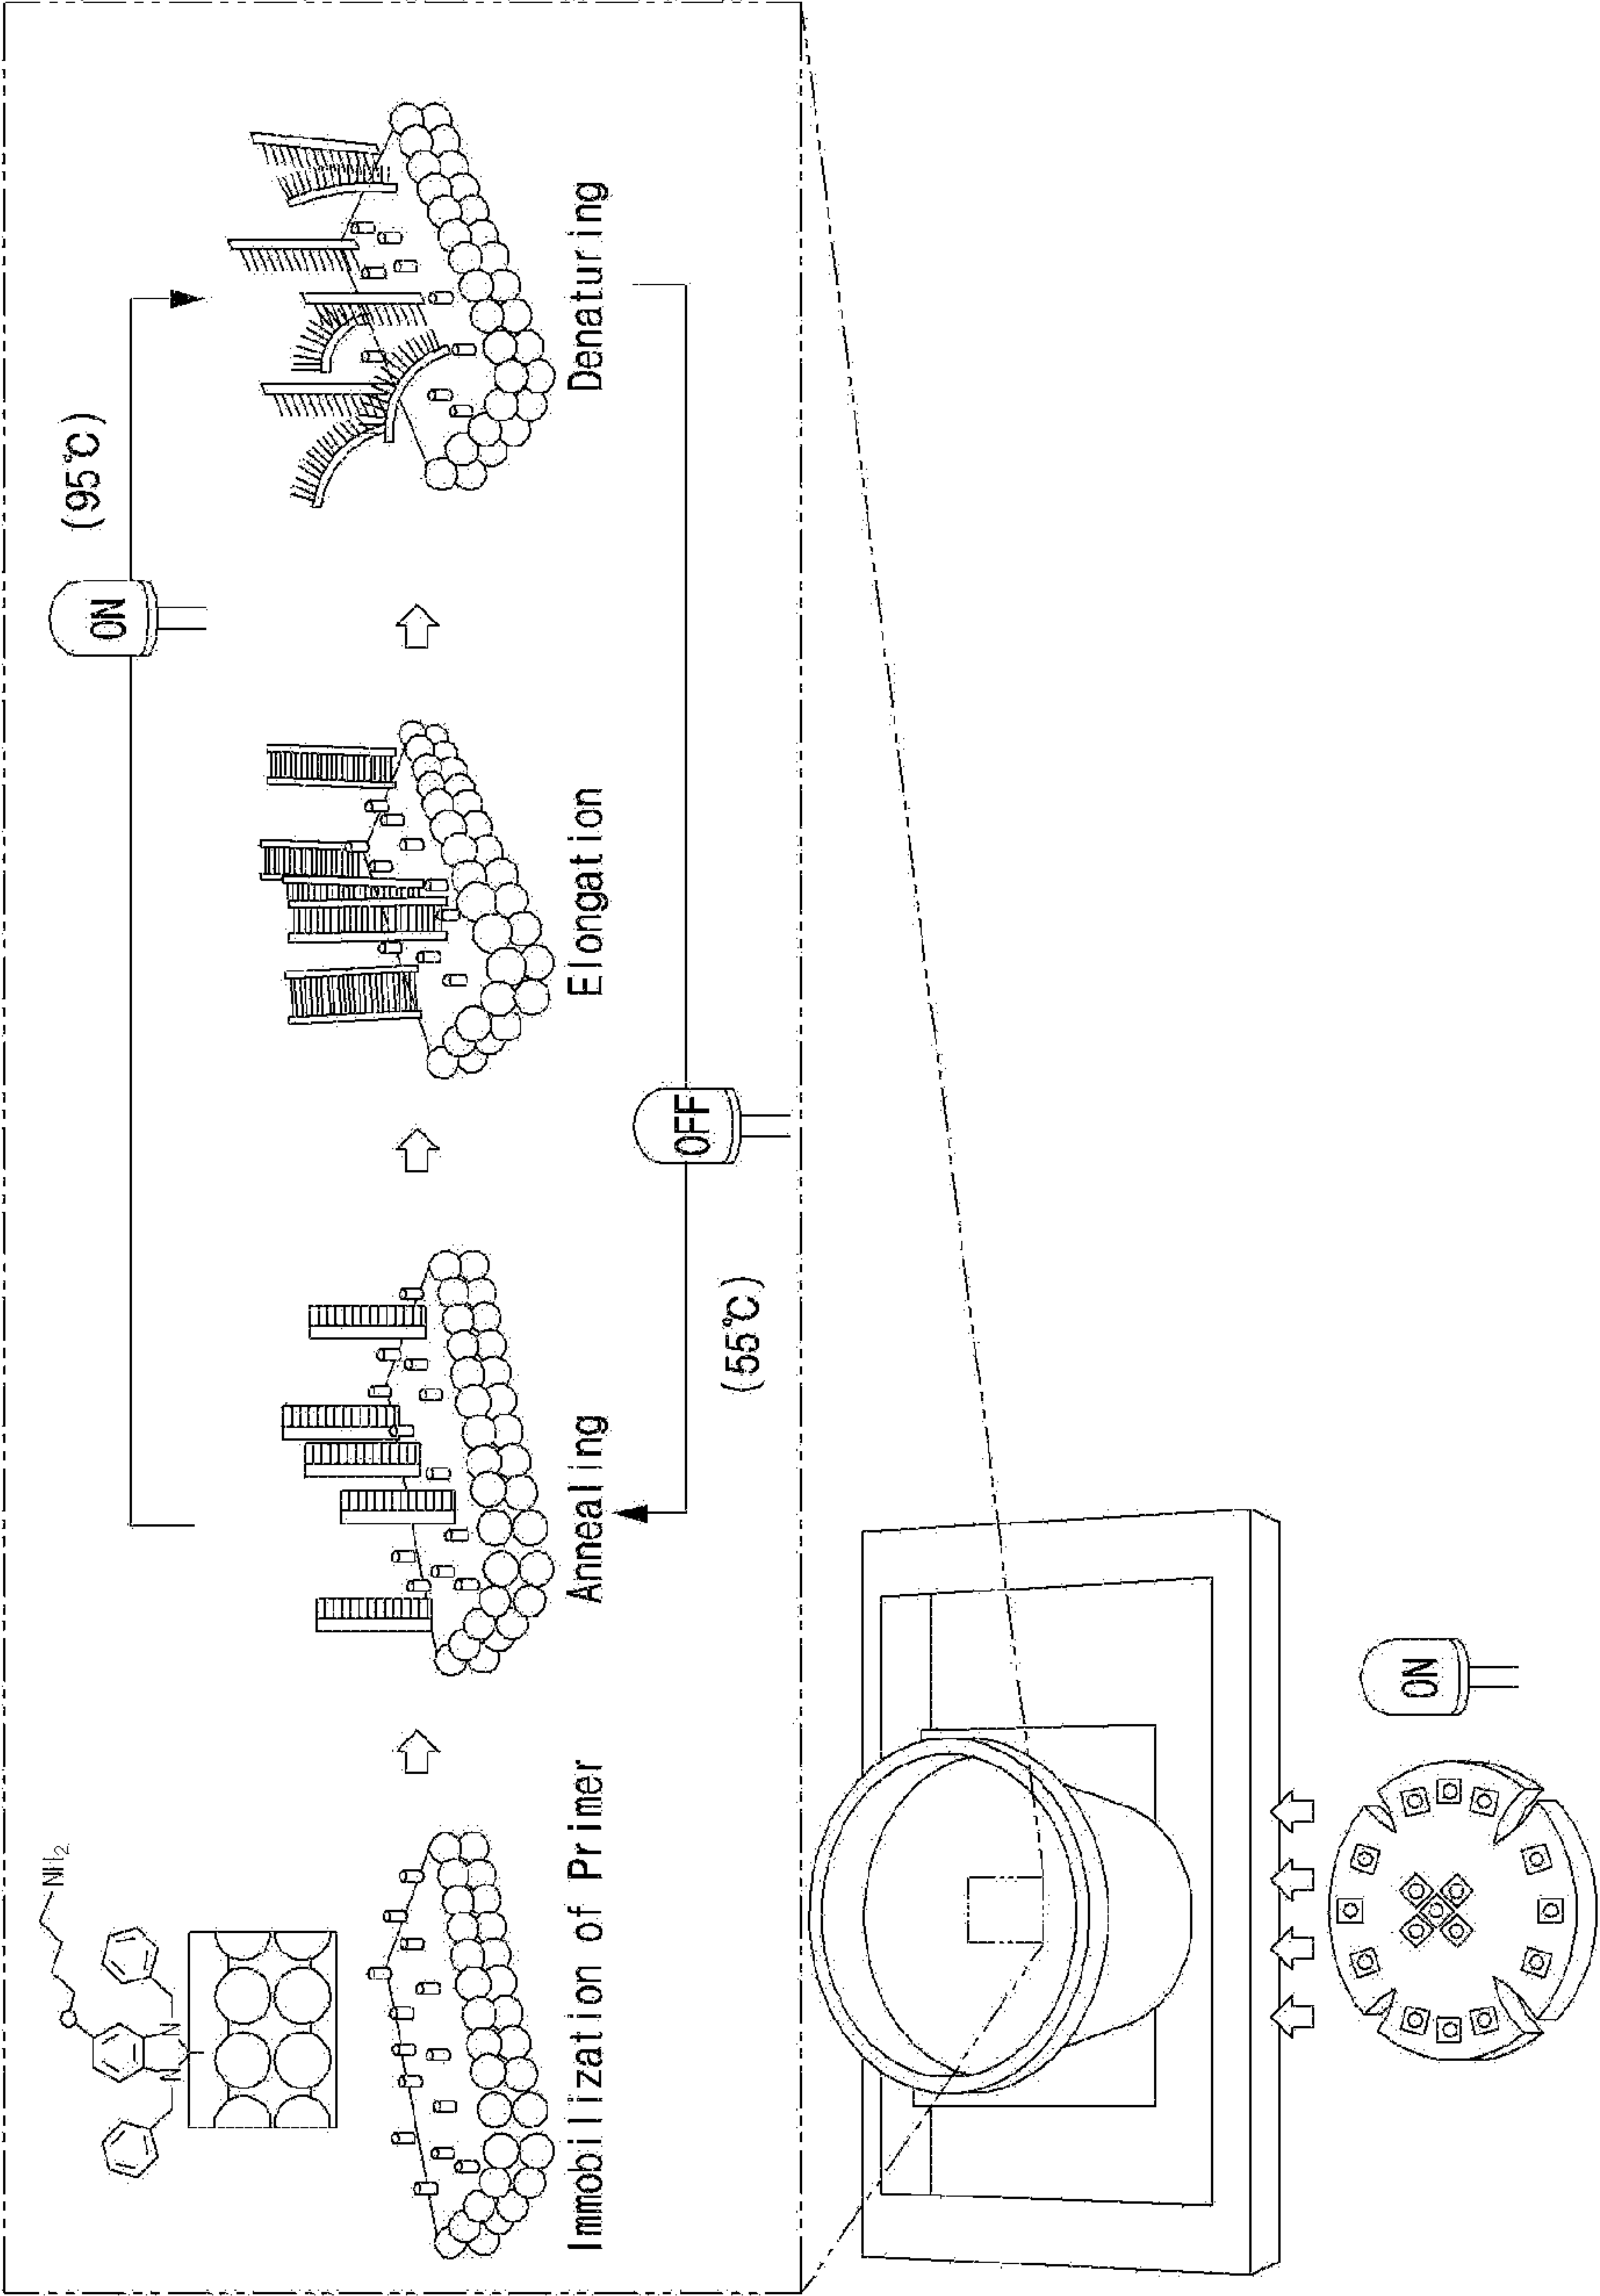 ON
(95℃)
NH2
O
N
N
Immobilization of Primer
Annealing
Elongation
Denaturing
OFF
(55℃)
ON